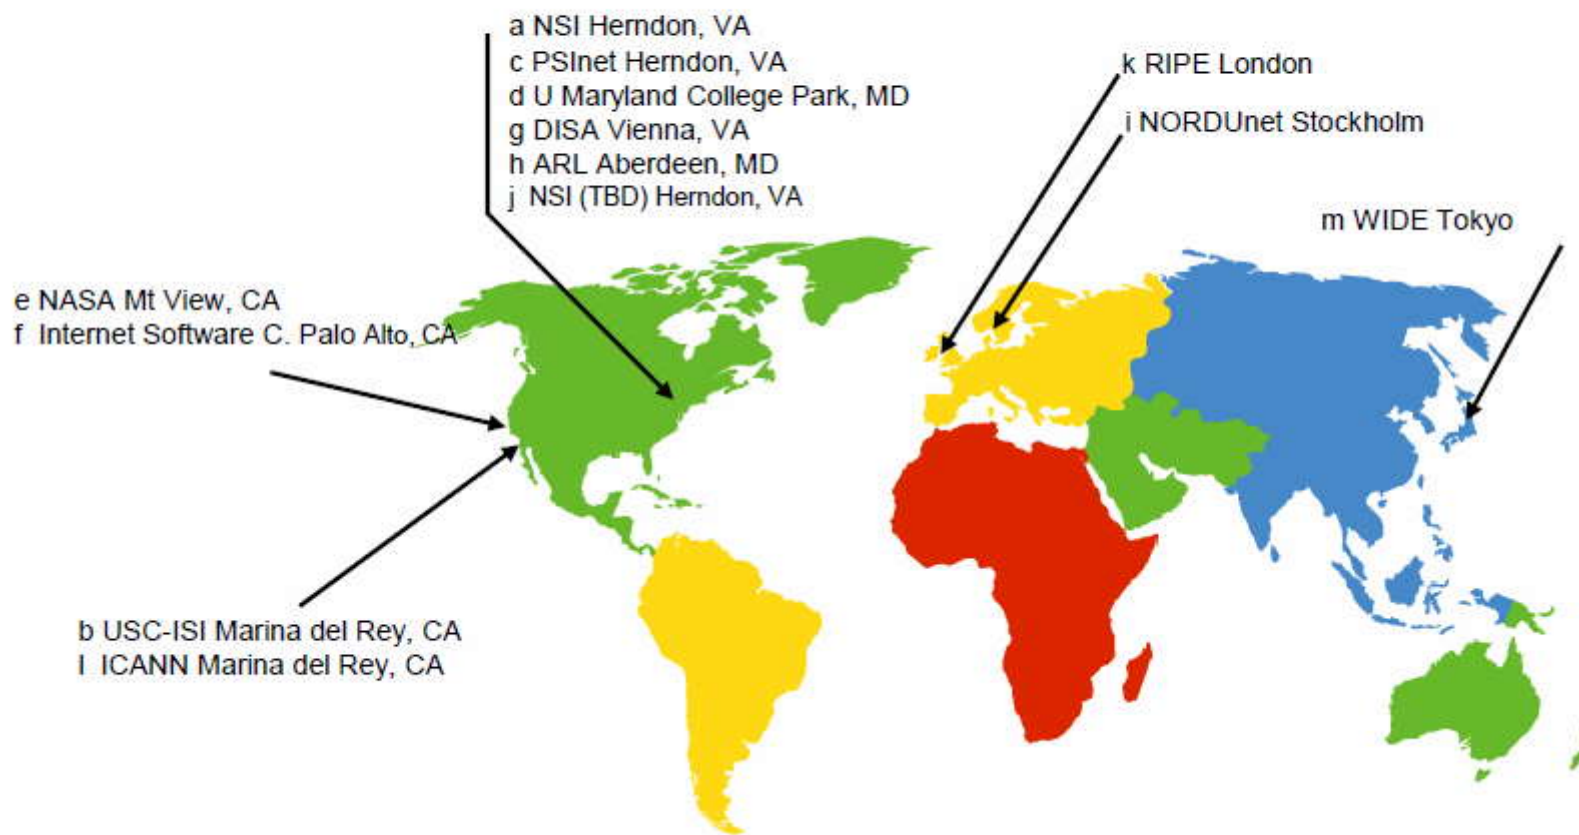 a NSI Herndon, VA
c PSInet Herndon, VA
d U Maryland College Park, MD
g DISA Vienna, VA
h ARL Aberdeen, MD
j NSI (TBD) Herndon, VA
k RIPE London
i NORDUnet Stockholm
m WIDE Tokyo
e NASA Mt View, CA
f Internet Software C. Palo Alto, CA
b USC-ISI Marina del Rey, CA
l ICANN Marina del Rey, CA